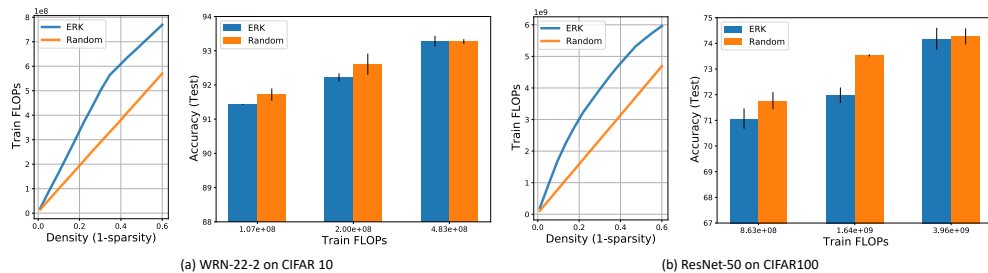 1e8
8
7
6
5
4
3
2
1
0
Train FLOPs
ERK
Random
0.0 0.2 0.4 0.6
Density (1-sparsity)
94
93
92
91
90
89
88
Accuracy (Test)
ERK
Random
1.07e+08 2.00e+08 4.83e+08
Train FLOPs
(a) WRN-22-2 on CIFAR 10
1e9
6
5
4
3
2
1
0
Train FLOPs
ERK
Random
0.0 0.2 0.4 0.6
Density (1-sparsity)
75
74
73
72
71
70
69
68
67
Accuracy (Test)
ERK
Random
8.63e+08 1.64e+09 3.96e+09
Train FLOPs
(b) ResNet-50 on CIFAR100